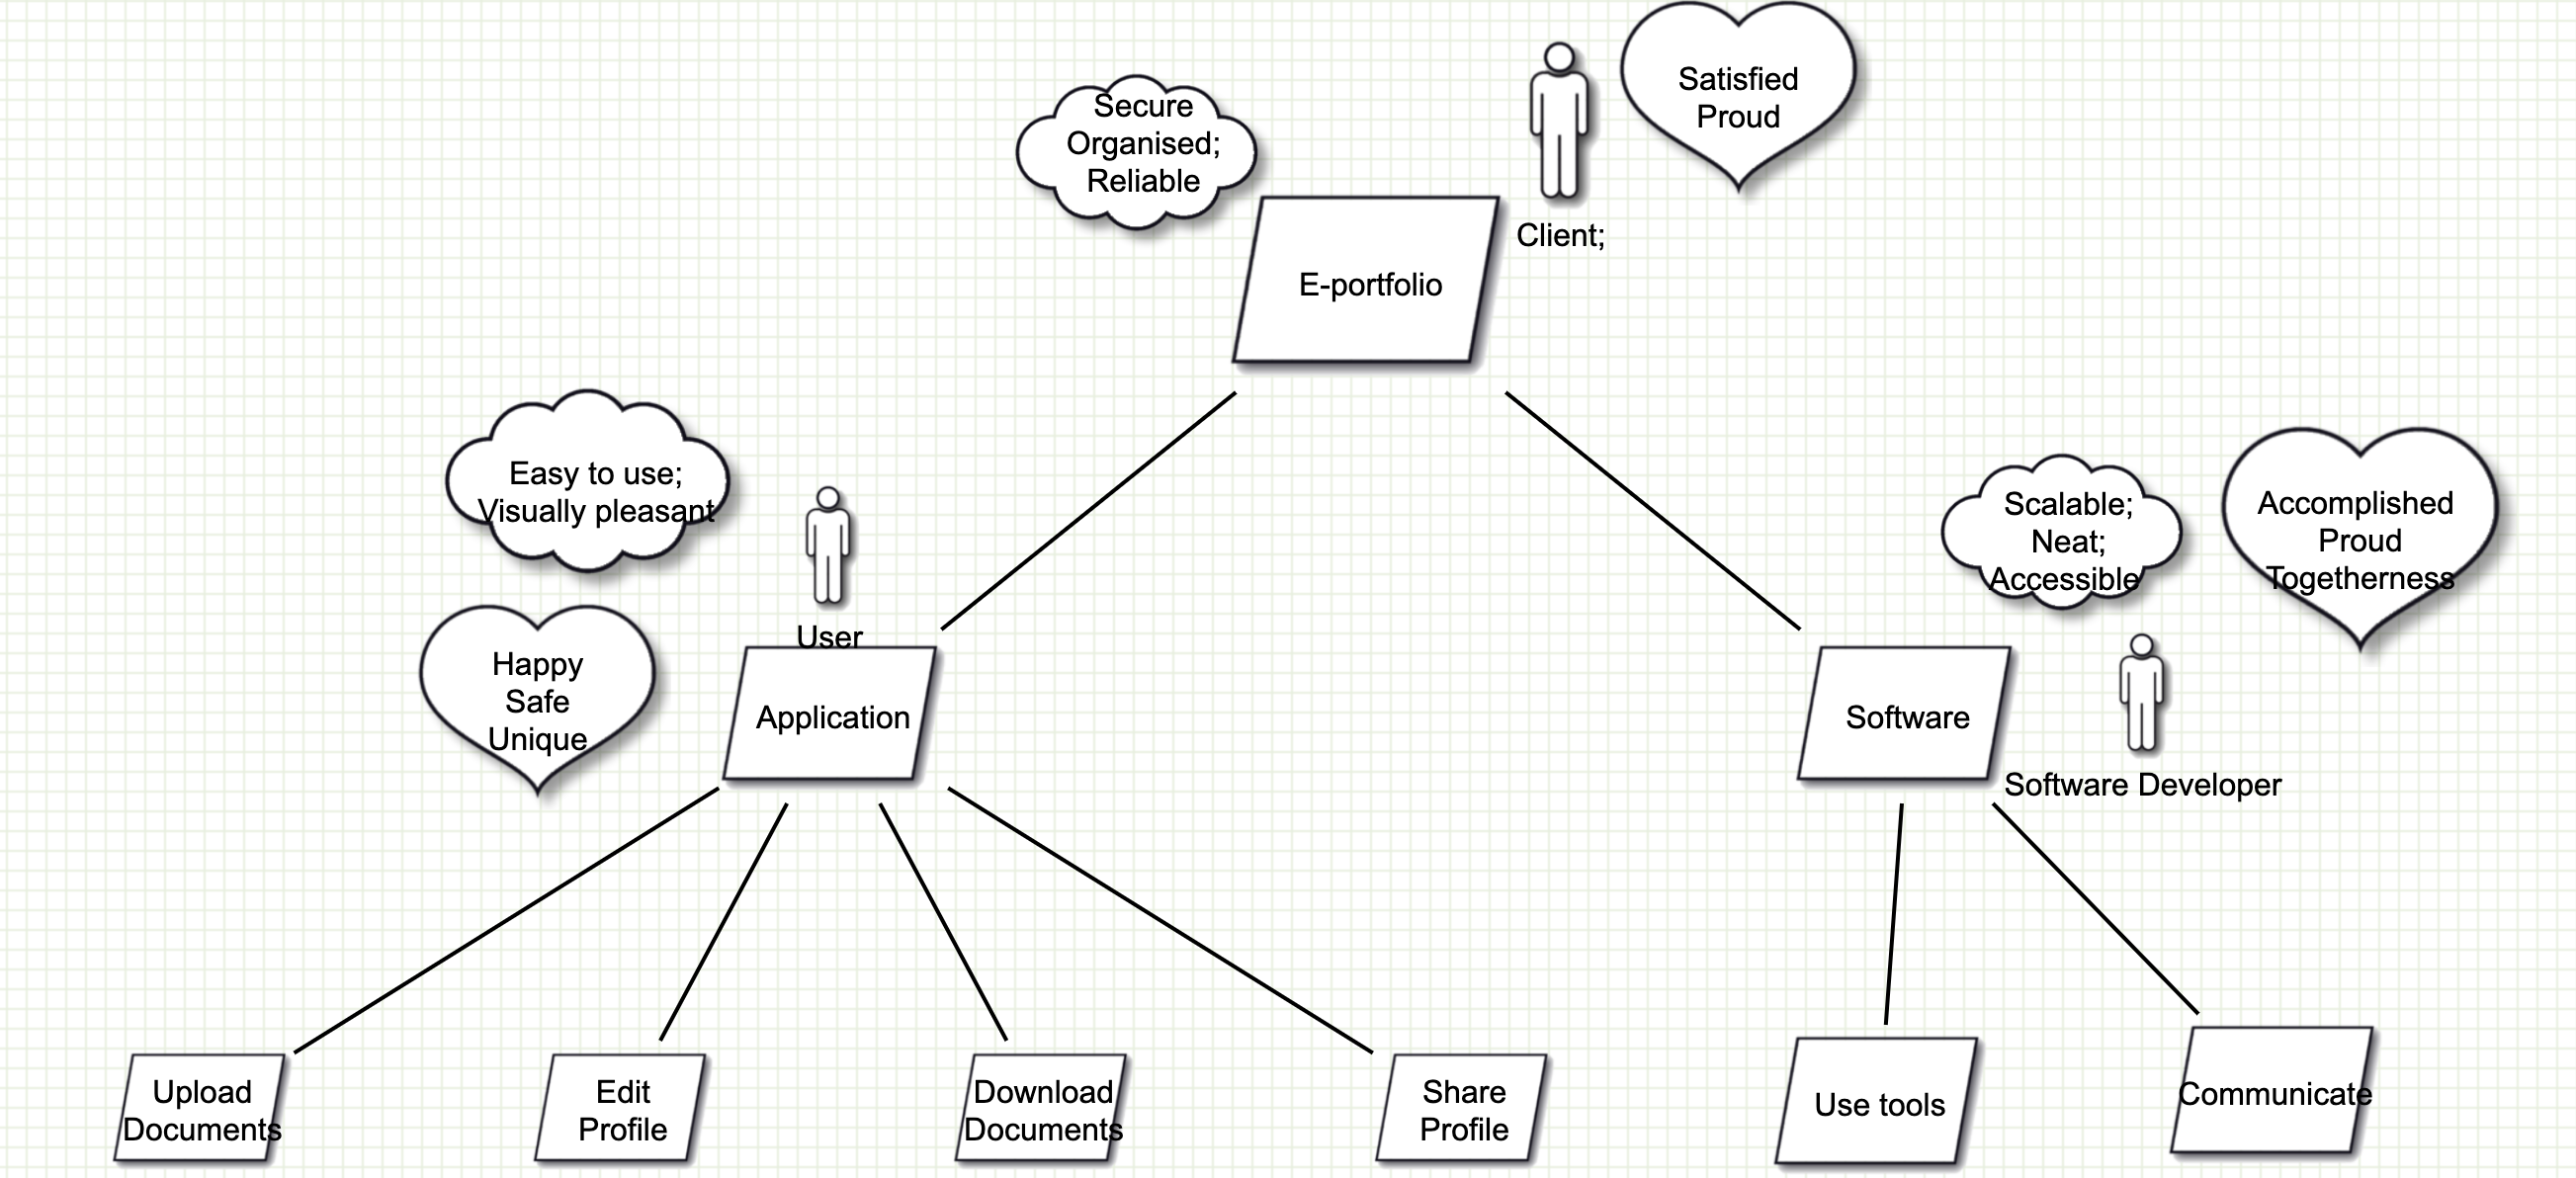 Satisfied
Proud
Secure
Organised;
Reliable
Client;
E-portfolio
Easy to use;
Visually pleasant
Happy
Safe
Unique
User
Application
Scalable;
Neat;
Accessible
Accomplished
Proud
Togetherness
Software
Software Developer
Upload
Documents
Edit
Profile
Download
Documents
Share
Profile
Use tools
Communicate